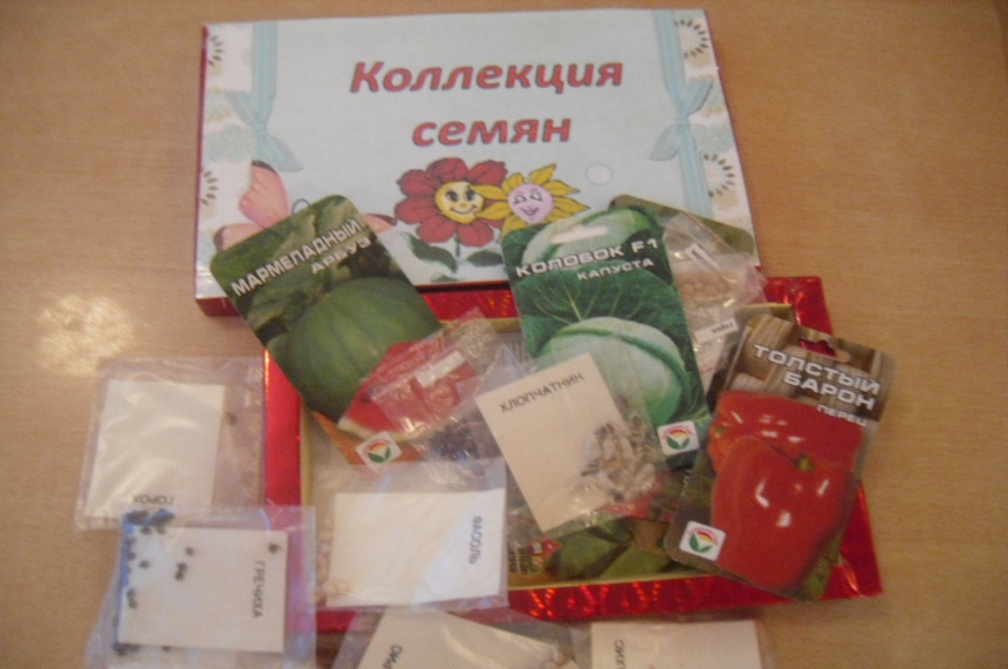 Коллекция
семян
МАРМЕЛАДНЫЙ
АРБУЗ
КОЛОБОК F1
КАПУСТА
ТОЛСТЫЙ
БАРОН
ПЕРЕЦ
ХЛОПЧАТНИК
ГОРОХ
ФАСОЛЬ
ГРЕЧИХА